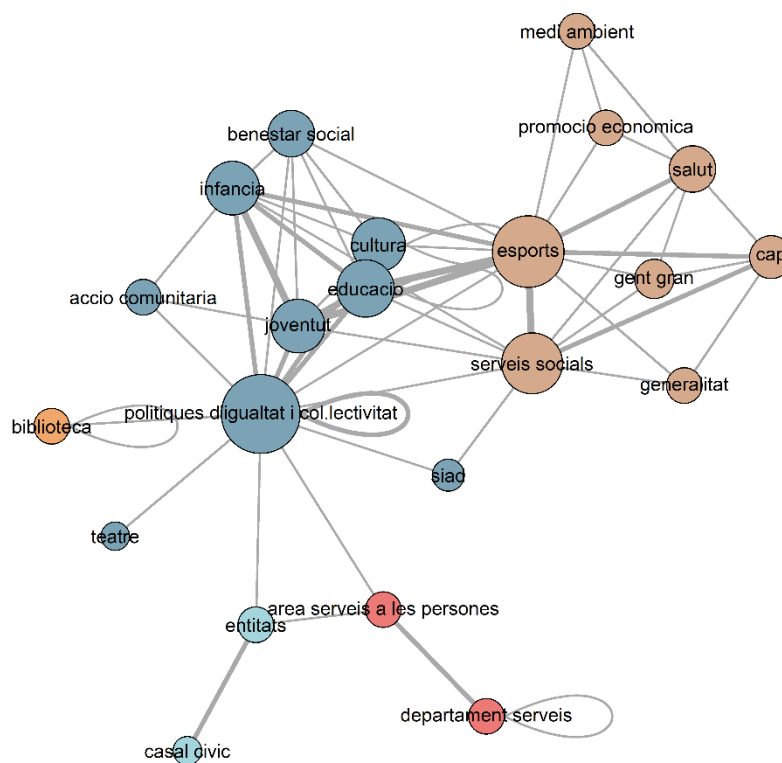 medi ambient
promocio economica
benestar social
salut
infancia
cultura
esports
cap
gent gran
educacio
accio comunitaria
joventut
serveis socials
generalitat
politiques d'igualtat i col.lectivitat
biblioteca
siad
teatre
area serveis a les persones
entitats
departament serveis
casal civic